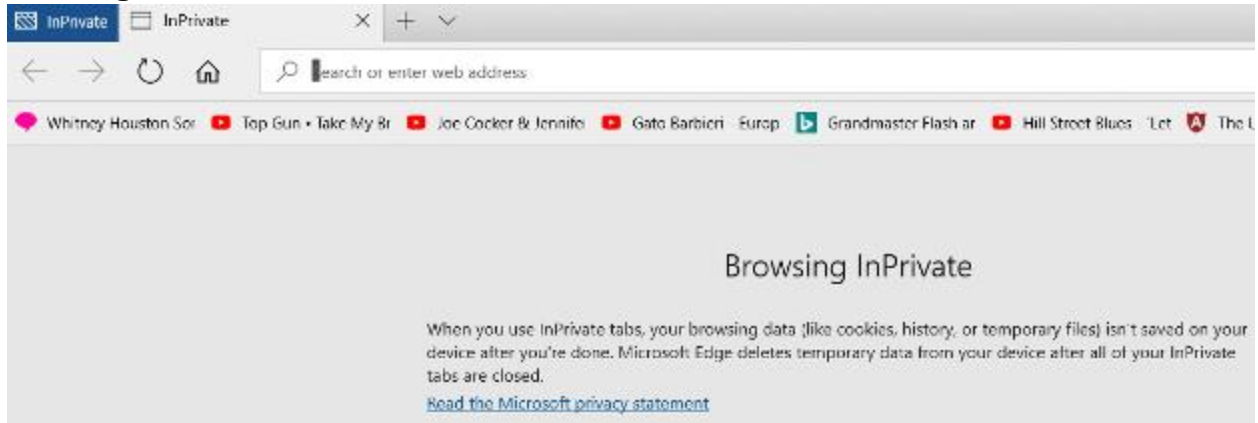 InPrivate InPrivate
Search or enter web address
Whitney Houston Sor Top Gun • Take My Br Joe Cocker & Jennifer Gato Barbieri Europ Grandmaster Flash ar Hill Street Blues 'Let The L
Browsing InPrivate
When you use InPrivate tabs, your browsing data (like cookies, history, or temporary files) isn't saved on your
device after you're done. Microsoft Edge deletes temporary data from your device after all of your InPrivate
tabs are closed.
Read the Microsoft privacy statement